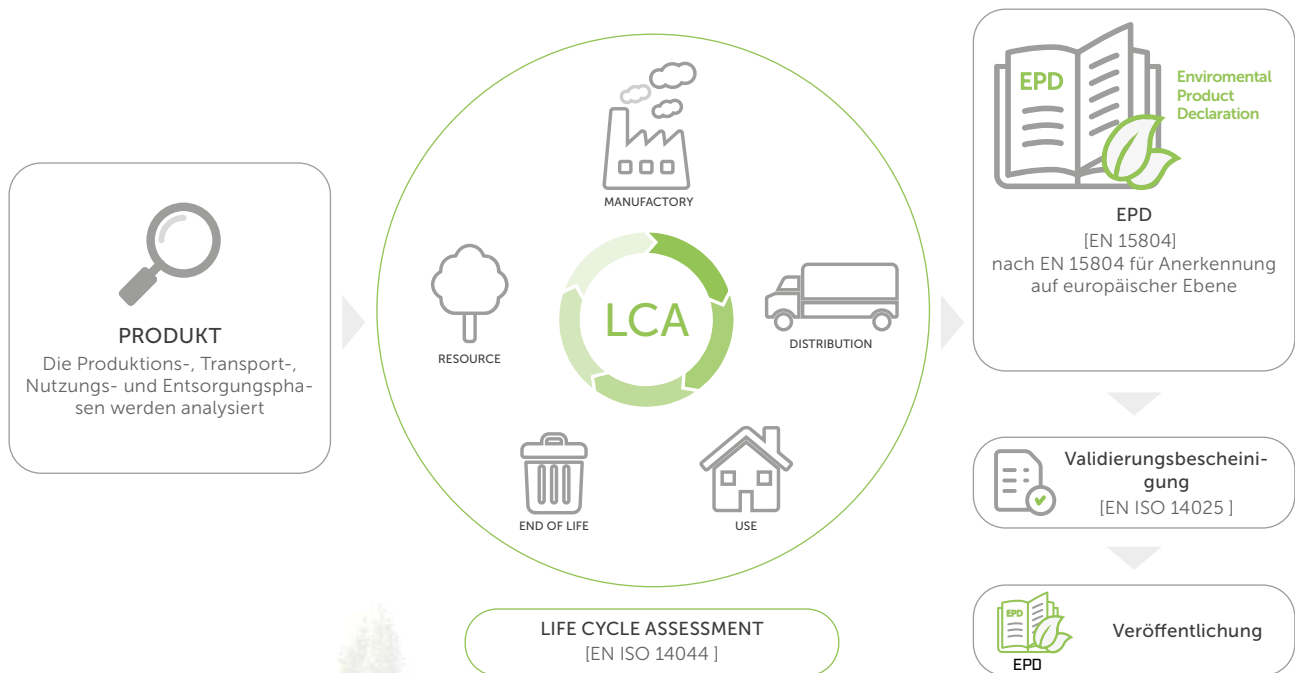 PRODUKT
Die Produktions-, Transport-,
Nutzungs- und Entsorgungspha-
sen werden analysiert
MANUFACTORY
RESOURCE
LCA
DISTRIBUTION
END OF LIFE
USE
LIFE CYCLE ASSESSMENT
[EN ISO 14044 ]
EPD
Enviromental
Product
Declaration
EPD
[EN 15804]
nach EN 15804 für Anerkennung
auf europäischer Ebene
Validierungsbescheini-
gung
[EN ISO 14025 ]
EPD
EPD
Veröffentlichung